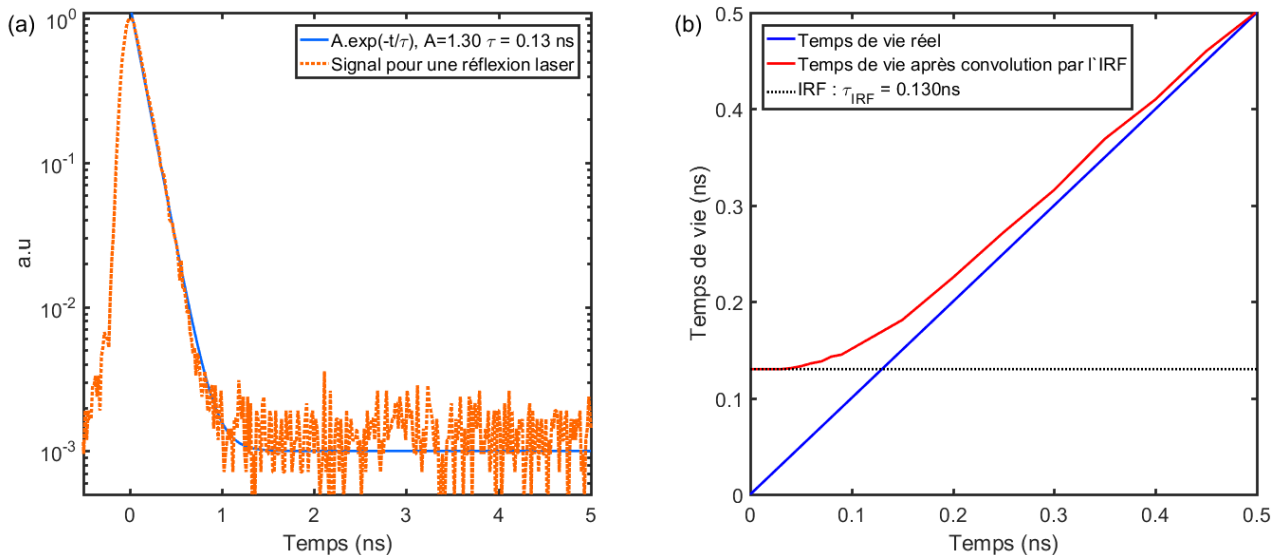 (a)
10^0
10^-1
10^-2
10^-3
a.u
A.exp(-t/τ), A=1.30 τ = 0.13 ns
Signal pour une réflexion laser
0 1 2 3 4 5
Temps (ns)
(b)
0.5
0.4
0.3
0.2
0.1
0
Temps de vie (ns)
Temps de vie réel
Temps de vie après convolution par l`IRF
IRF : τ_IRF = 0.130ns
0 0.1 0.2 0.3 0.4 0.5
Temps (ns)